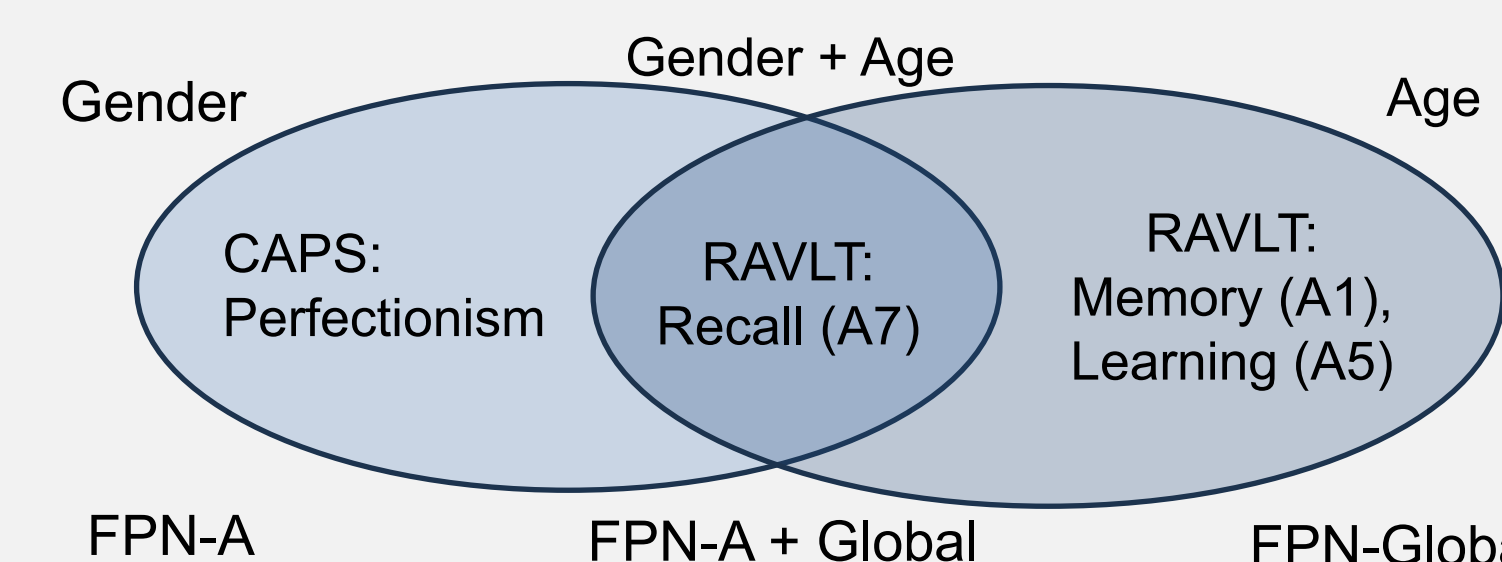 Gender + Age
Gender
Age
CAPS:
Perfectionism
RAVLT:
Recall (A7)
RAVLT:
Memory (A1),
Learning (A5)
FPN-A
FPN-A + Global